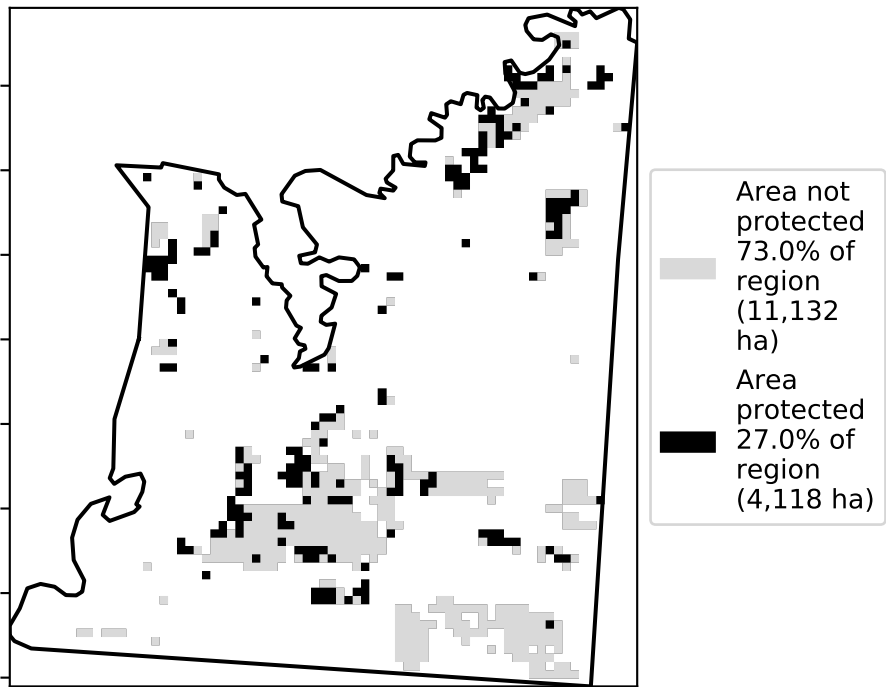 Area not
protected
73.0% of
region
(11,132
ha)
Area
protected
27.0% of
region
(4,118 ha)